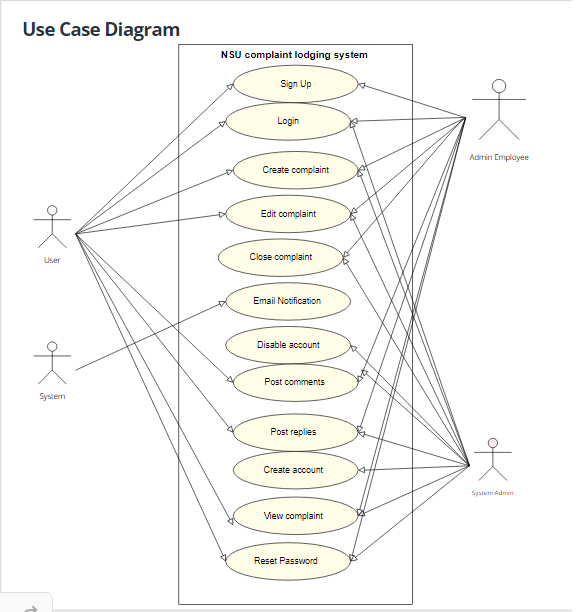 Use Case Diagram
NSU complaint lodging system
Sign Up
Login
Create complaint
Edit complaint
Close complaint
Email Notification
Disable account
Post comments
Post replies
Create account
View complaint
Reset Password
User
System
Admin Employee
System Admin